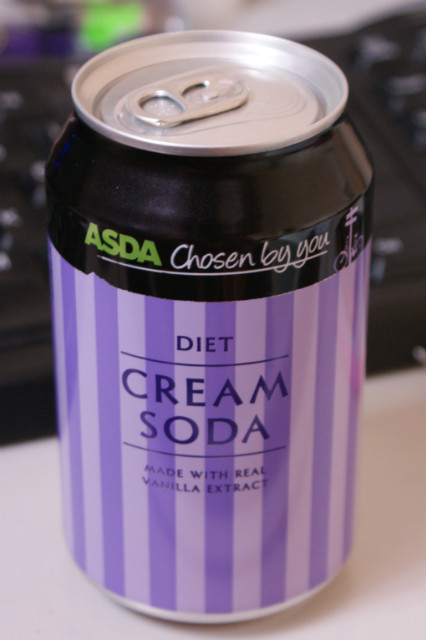 ASDA Chosen by you
DIET
CREAM
SODA
MADE WITH REAL
VANILLA EXTRACT